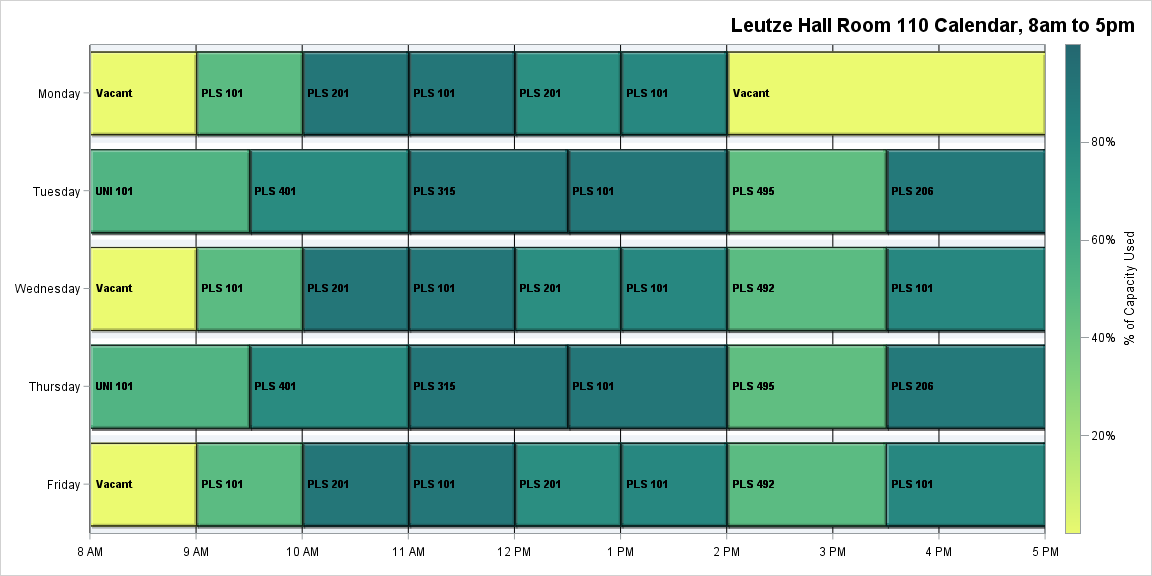 Leutze Hall Room 110 Calendar, 8am to 5pm
Monday
Vacant
PLS 101
PLS 201
PLS 101
PLS 201
PLS 101
Vacant
Tuesday
UNI 101
PLS 401
PLS 315
PLS 101
PLS 495
PLS 206
Wednesday
Vacant
PLS 101
PLS 201
PLS 101
PLS 201
PLS 101
PLS 492
PLS 101
Thursday
UNI 101
PLS 401
PLS 315
PLS 101
PLS 495
PLS 206
Friday
Vacant
PLS 101
PLS 201
PLS 101
PLS 201
PLS 101
PLS 492
PLS 101
8 AM
9 AM
10 AM
11 AM
12 PM
1 PM
2 PM
3 PM
4 PM
5 PM
80%
60%
40%
20%
% of Capacity Used